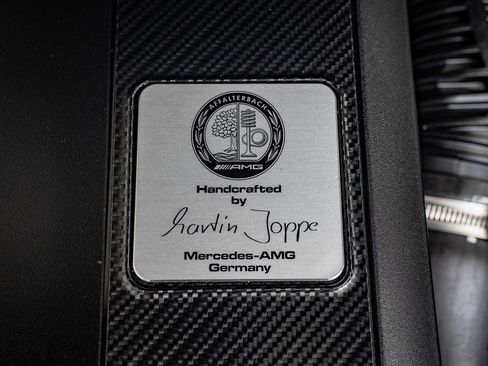 AFFALTERBACH
AMG
Handcrafted
by
Martin Joppe
Mercedes-AMG
Germany